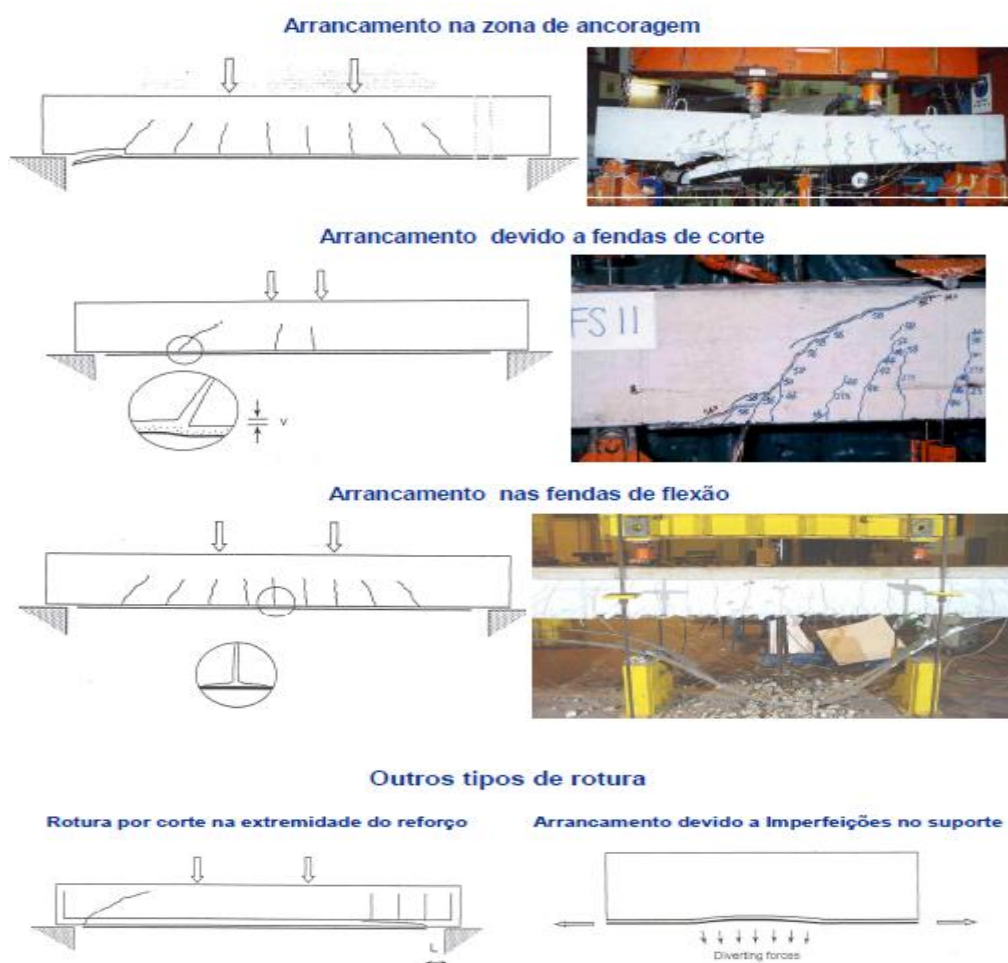 Arrancamento na zona de ancoragem
Arrancamento devido a fendas de corte
FS 11
v
Arrancamento nas fendas de flexão
Outros tipos de rotura
Rotura por corte na extremidade do reforço
Arrancamento devido a Imperfeições no suporte
L
Diverting forces